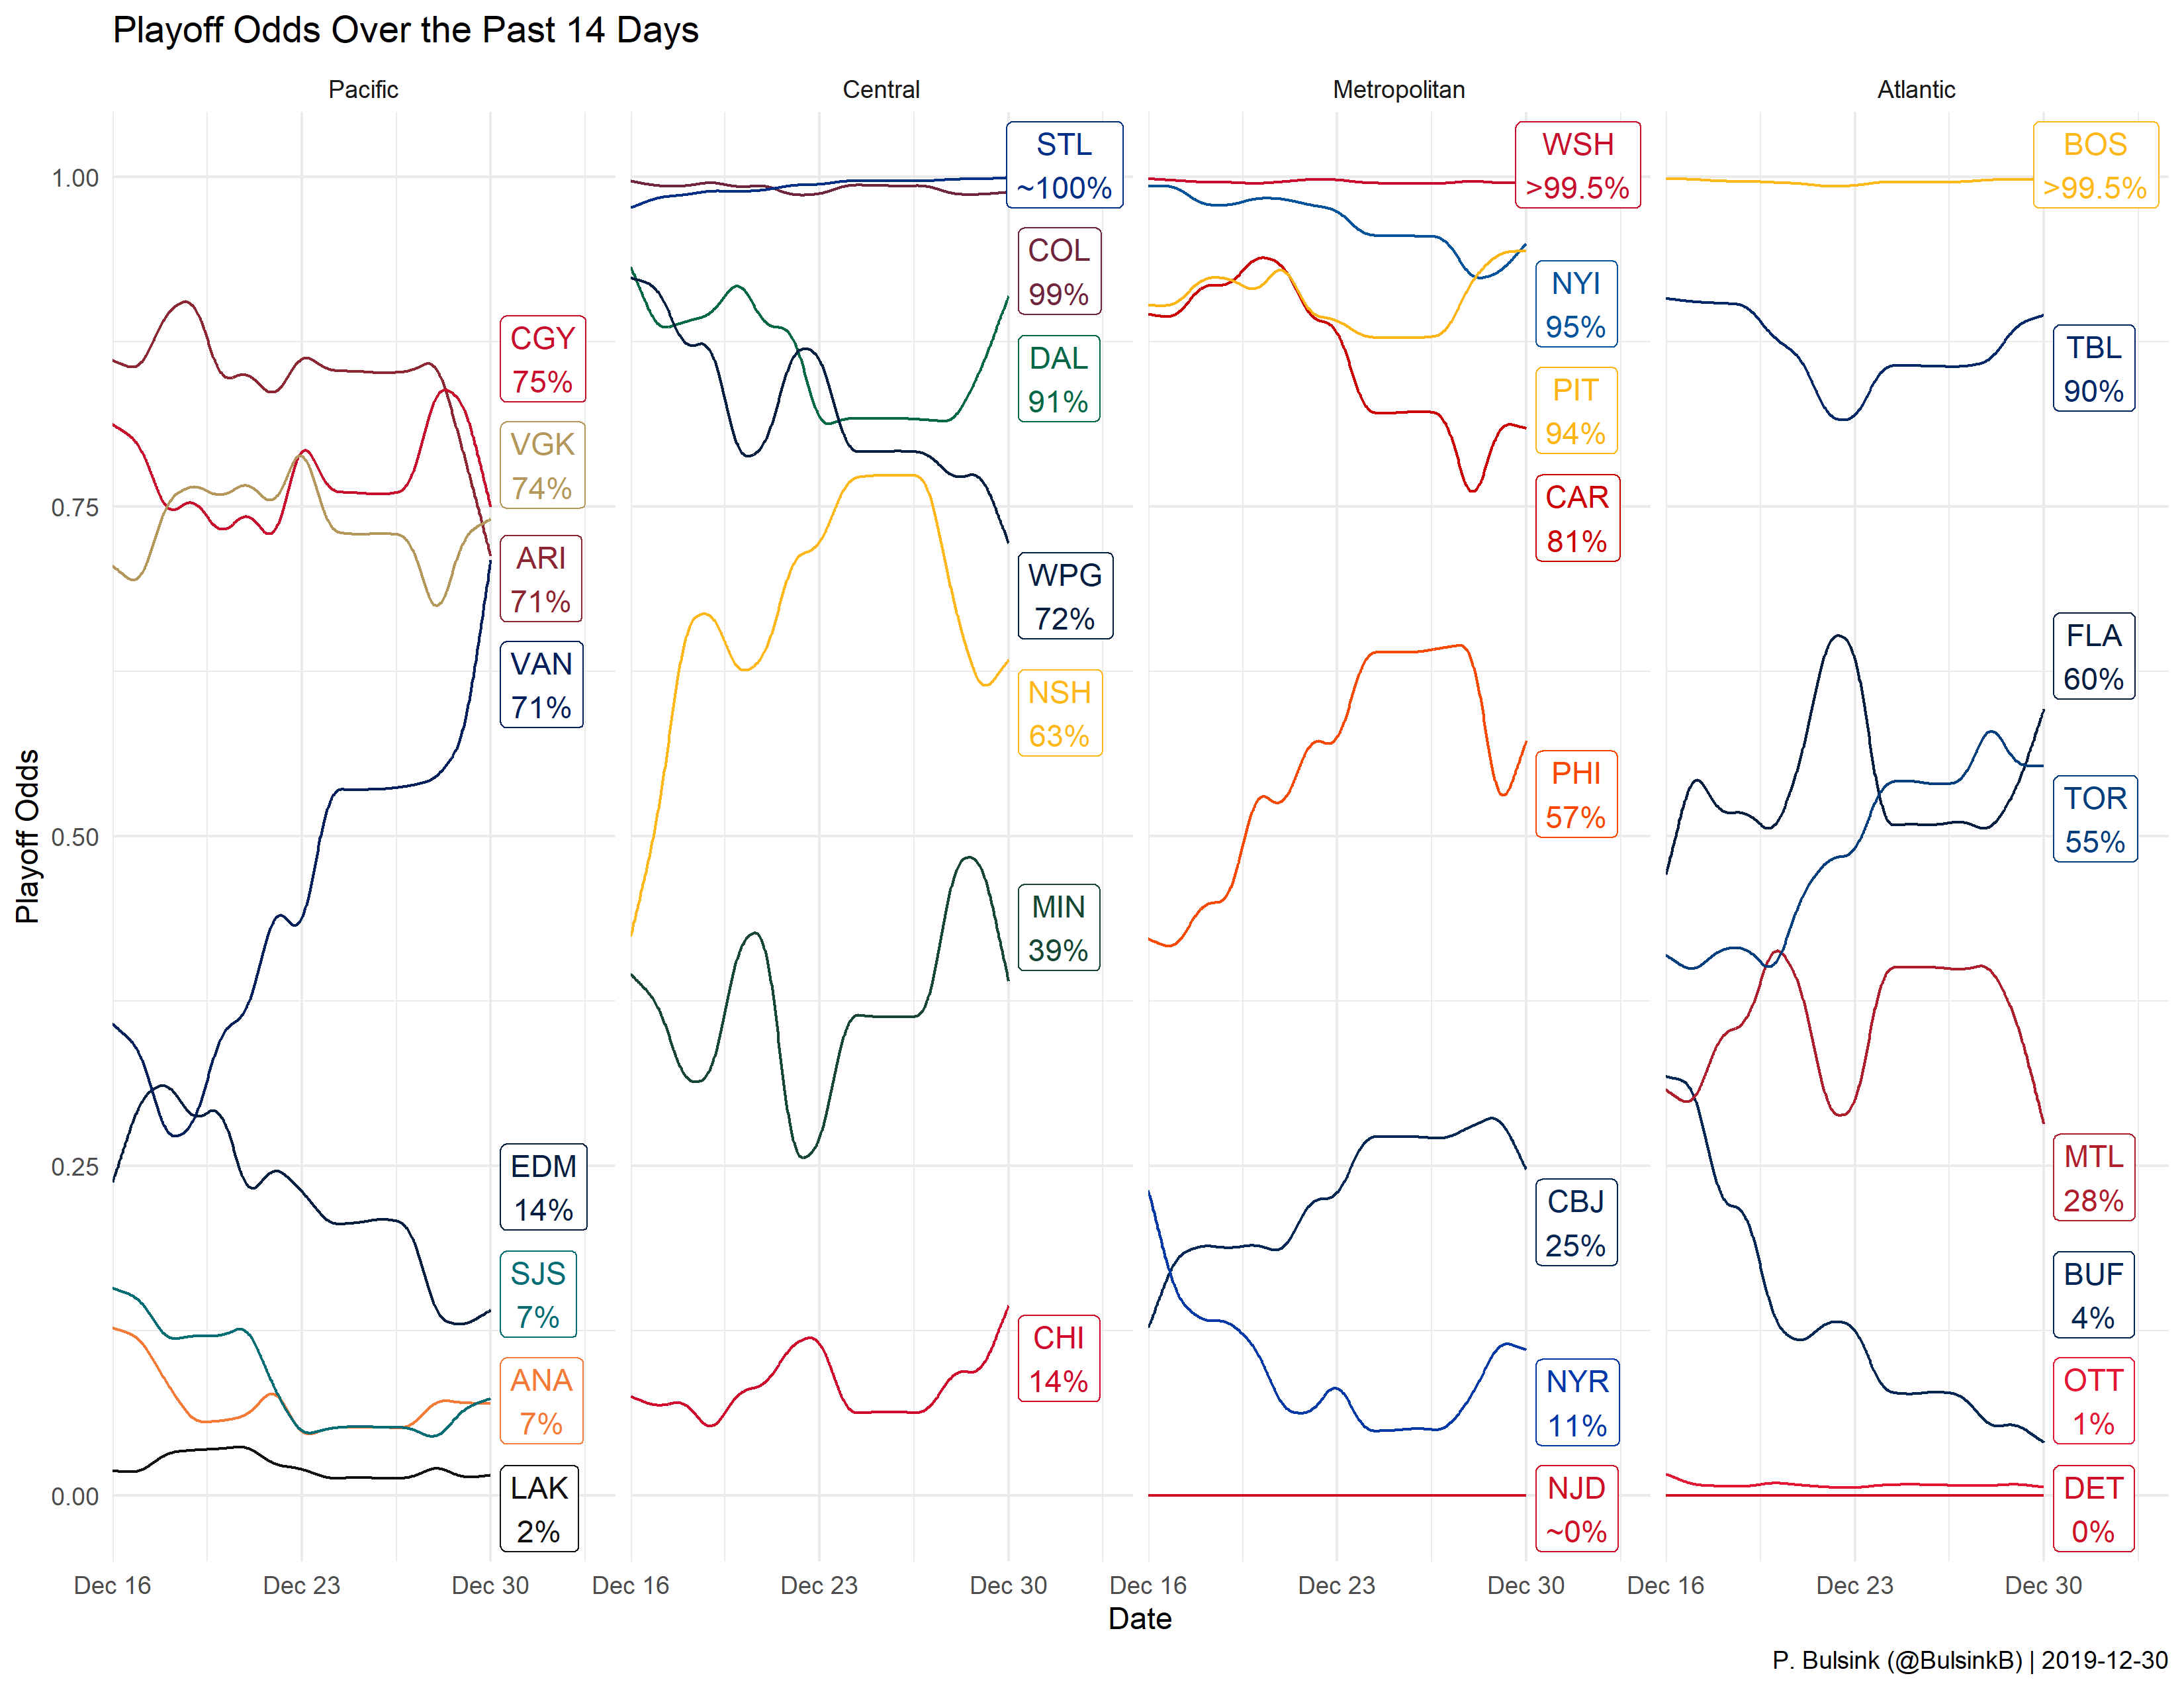 Playoff Odds Over the Past 14 Days
Pacific
Central
Metropolitan
Atlantic
Playoff Odds
1.00
0.75
0.50
0.25
0.00
CGY
75%
VGK
74%
ARI
71%
VAN
71%
EDM
14%
SJS
7%
ANA
7%
LAK
2%
STL
~100%
COL
99%
DAL
91%
WPG
72%
NSH
63%
MIN
39%
CHI
14%
WSH
>99.5%
NYI
95%
PIT
94%
CAR
81%
PHI
57%
CBJ
25%
NYR
11%
NJD
~0%
BOS
>99.5%
TBL
90%
FLA
60%
TOR
55%
MTL
28%
BUF
4%
OTT
1%
DET
0%
Dec 16 Dec 23 Dec 30 Dec 16 Dec 23 Dec 30 Dec 16 Dec 23 Dec 30 Dec 16 Dec 23 Dec 30
Date
P. Bulsink (@BulsinkB) | 2019-12-30